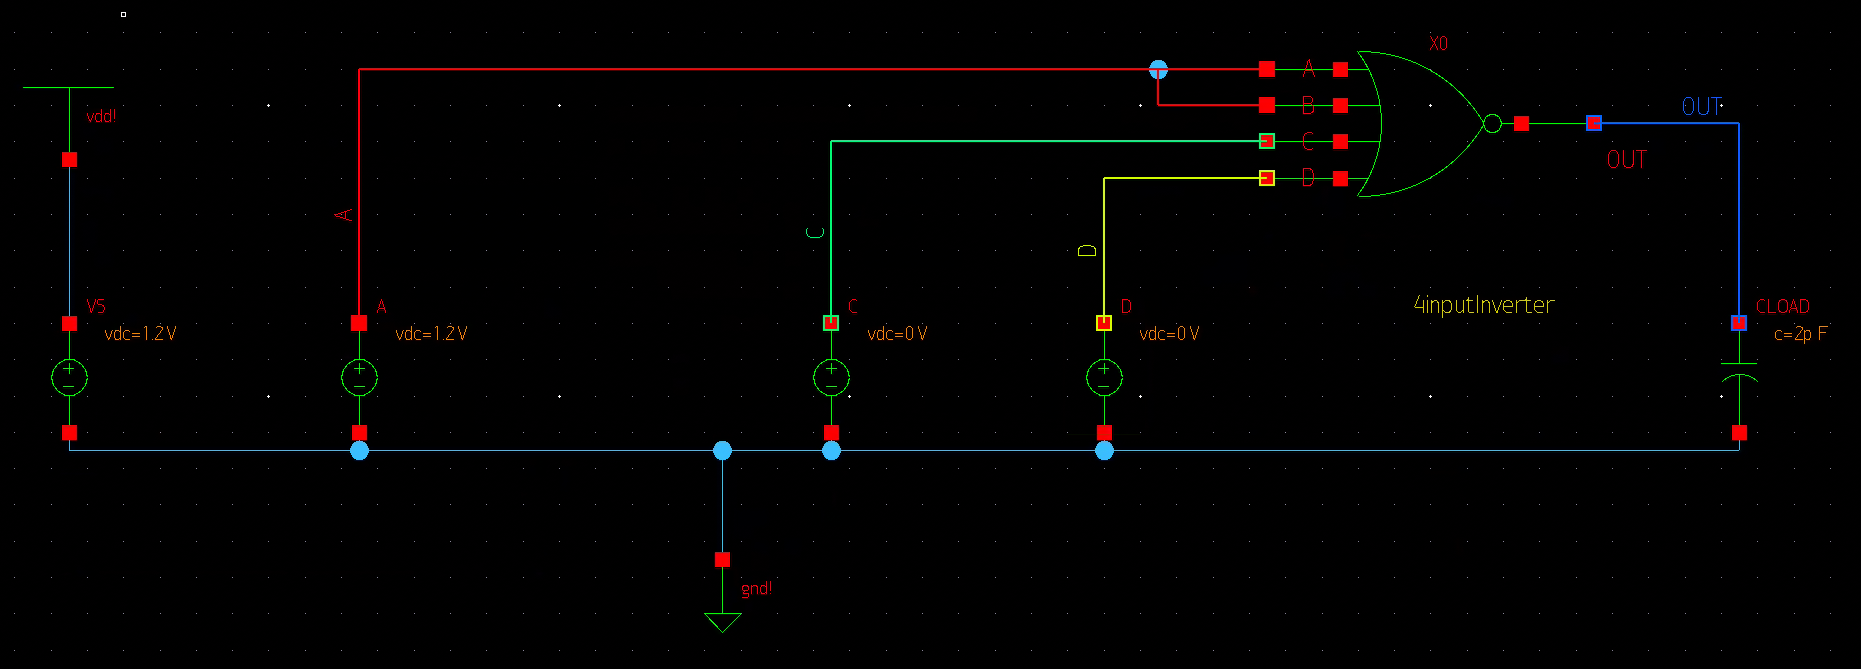 X0
A
B
C
D
OUT
OUT
vdd!
A
C
D
V5
vdc=1.2 V
A
vdc=1.2 V
C
vdc=0 V
D
vdc=0 V
4inputInverter
CLOAD
c=2p F
gnd!